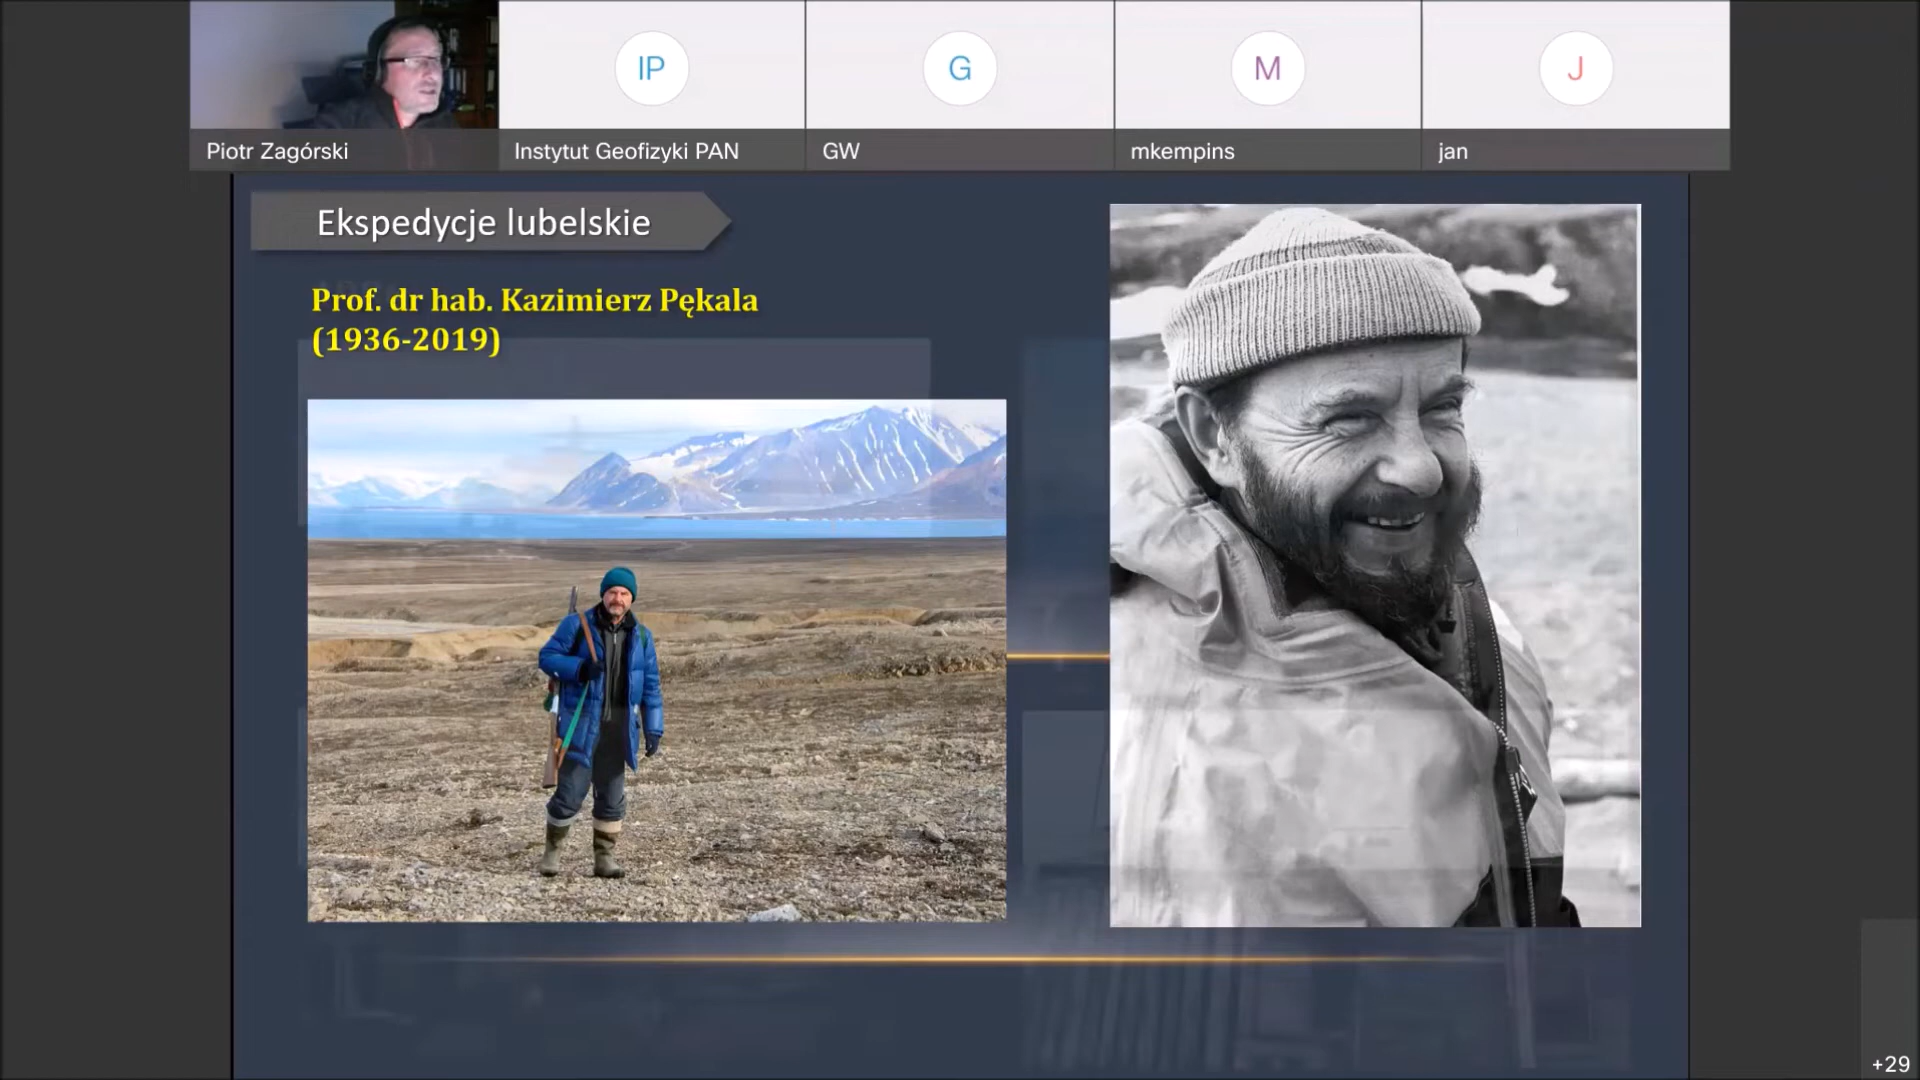 IP
G
M
J
Piotr Zagórski
Instytut Geofizyki PAN
GW
mkempins
jan
Ekspedycje lubelskie
Prof. dr hab. Kazimierz Pękala
(1936-2019)
+29